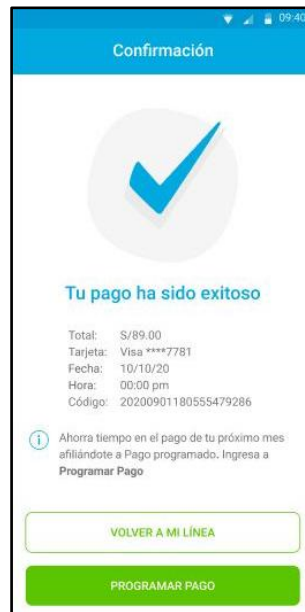 09:40
Confirmación
Tu pago ha sido exitoso
Total: S/89.00
Tarjeta: Visa ****7781
Fecha: 10/10/20
Hora: 00:00 pm
Código: 20200901180555479286
Ahorra tiempo en el pago de tu próximo mes
afiliándote a Pago programado. Ingresa a
Programar Pago
VOLVER A MI LÍNEA
PROGRAMAR PAGO